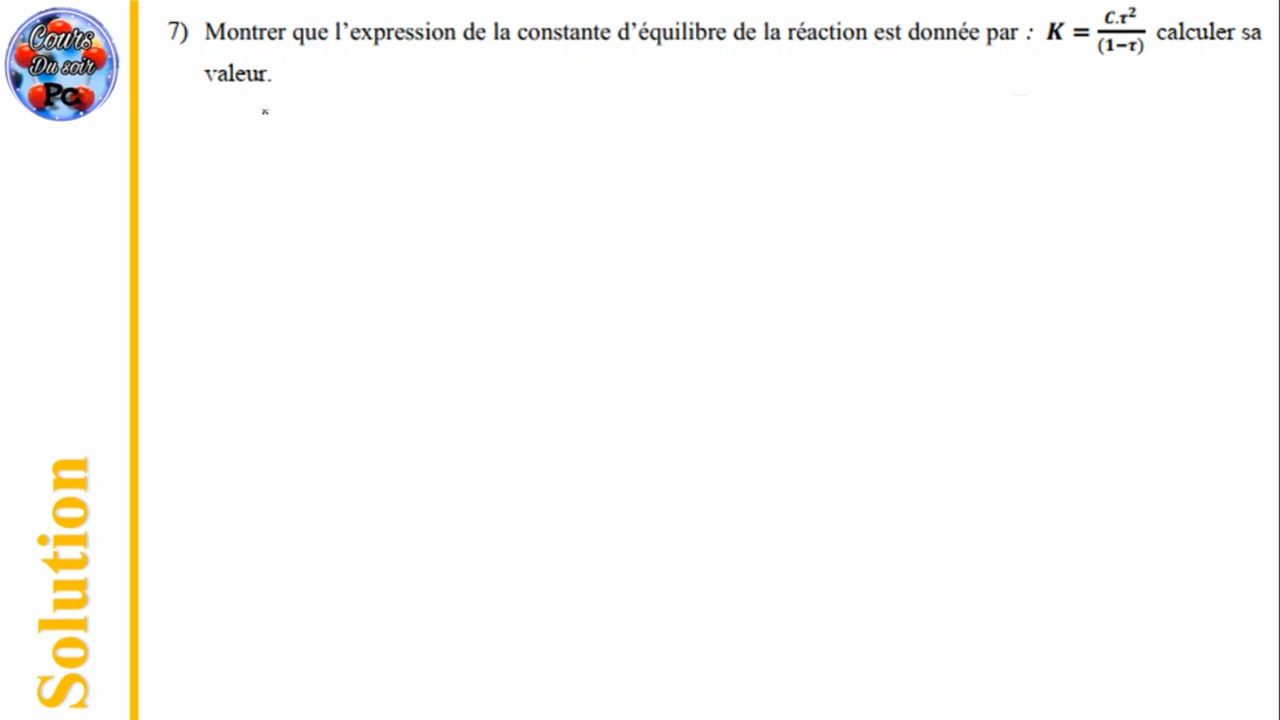 Cours
Du soir
PC
7) Montrer que l’expression de la constante d’équilibre de la réaction est donnée par : K = C.τ²/(1−τ) calculer sa
valeur.
Solution